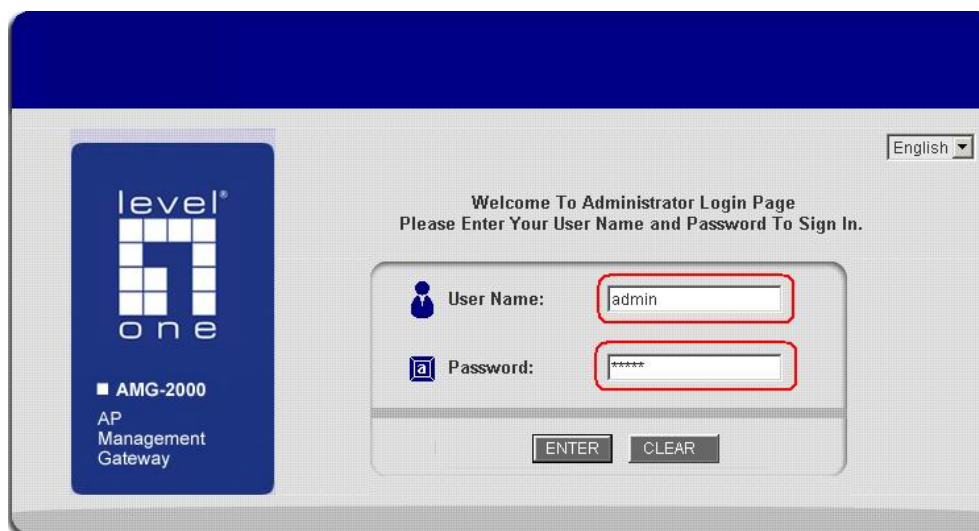 English
level®
one
■ AMG-2000
AP
Management
Gateway
Welcome To Administrator Login Page
Please Enter Your User Name and Password To Sign In.
User Name:
admin
a
Password:
*****
ENTER
CLEAR